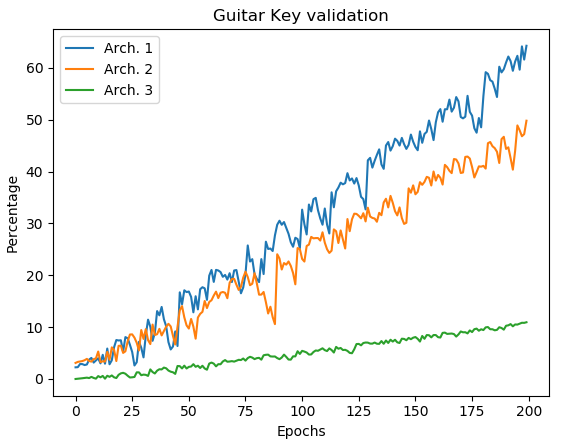 Guitar Key validation
Arch. 1
Arch. 2
Arch. 3
Percentage
60
50
40
30
20
10
0
0 25 50 75 100 125 150 175 200
Epochs